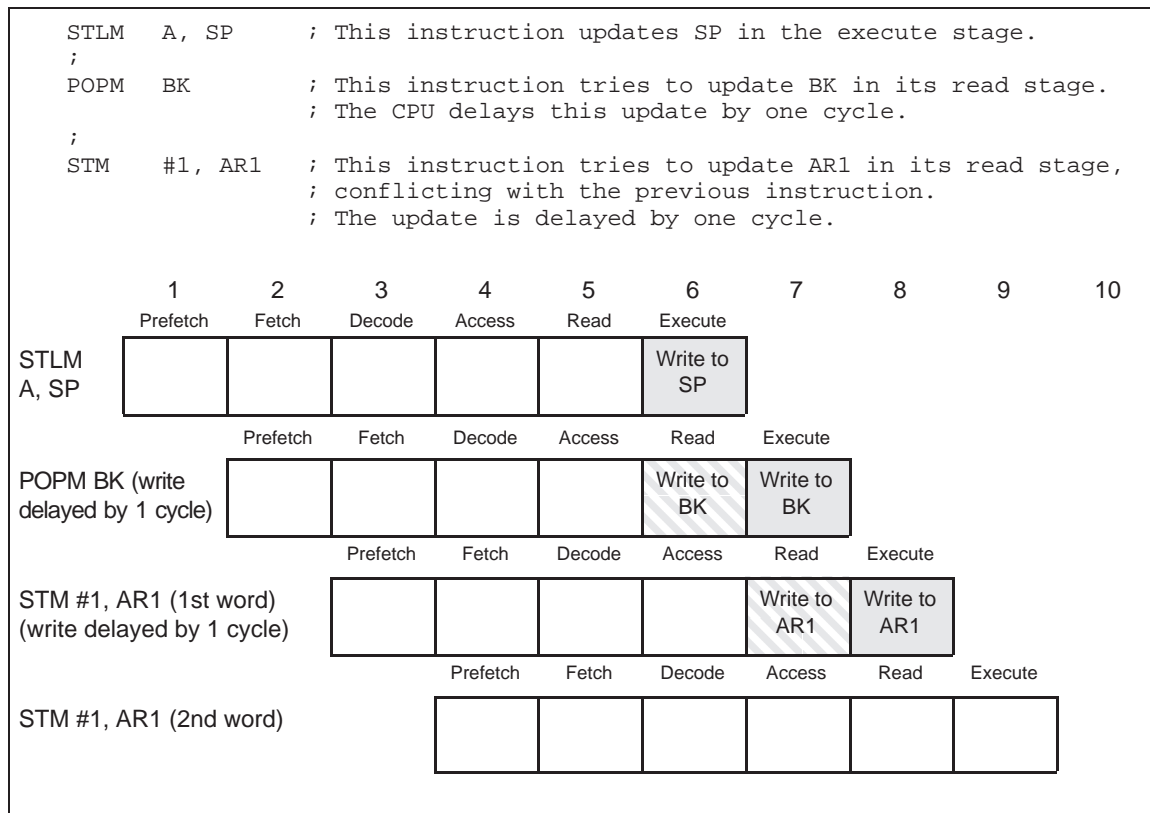 STLM A, SP ; This instruction updates SP in the execute stage.
;
POPM BK ; This instruction tries to update BK in its read stage.
; The CPU delays this update by one cycle.
;
STM #1, AR1 ; This instruction tries to update AR1 in its read stage,
; conflicting with the previous instruction.
; The update is delayed by one cycle.
1 2 3 4 5 6 7 8 9 10
Prefetch Fetch Decode Access Read Execute
STLM
A, SP
Write to
SP
Prefetch Fetch Decode Access Read Execute
POPM BK (write
delayed by 1 cycle)
Write to
BK
Write to
BK
Prefetch Fetch Decode Access Read Execute
STM #1, AR1 (1st word)
(write delayed by 1 cycle)
Write to
AR1
Write to
AR1
Prefetch Fetch Decode Access Read Execute
STM #1, AR1 (2nd word)